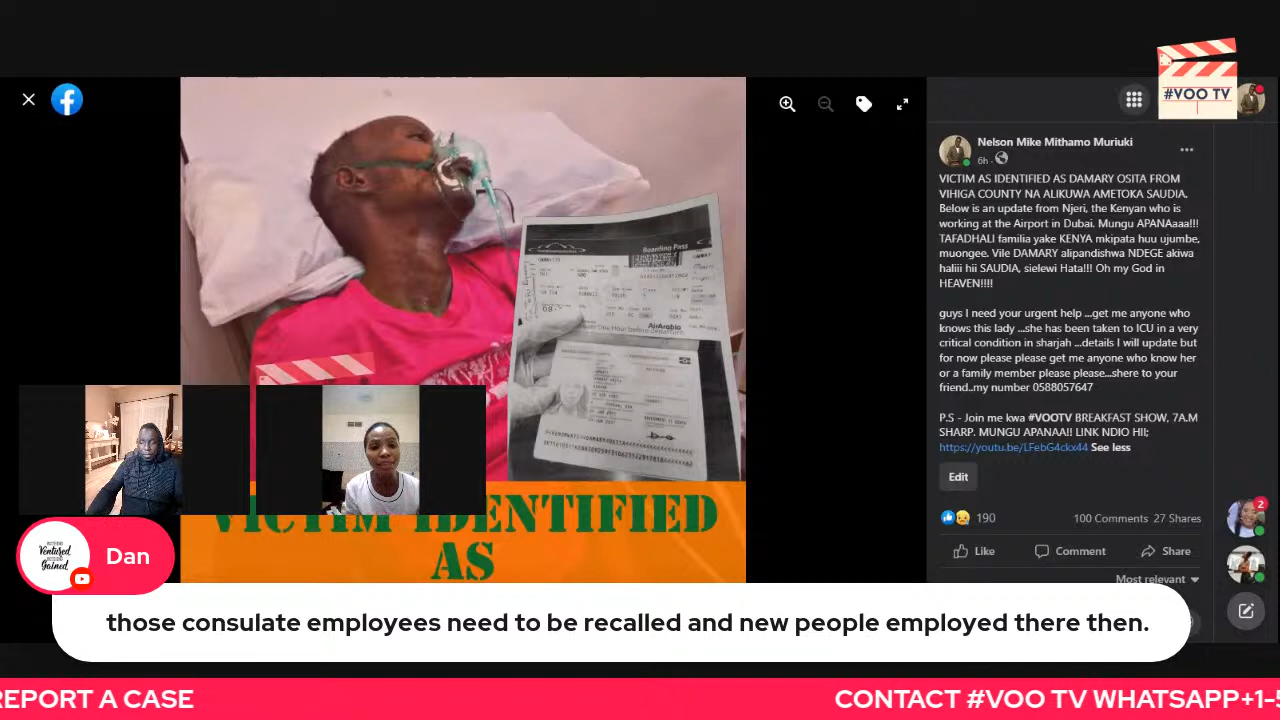 #VOO TV
Nelson Mike Mithamo Muriuki
6h ·
VICTIM AS IDENTIFIED AS DAMARY OSITA FROM
VIHIGA COUNTY NA ALIKUWA AMETOKA SAUDIA.
Below is an update from Njeri, the Kenyan who is
working at the Airport in Dubai. Mungu APANAaaa!!!
TAFADHALI familia yake KENYA mkipata huu ujumbe,
muongee. Vile DAMARY alipandishwa NDEGE akiwa
haliii hii SAUDIA, sielewi Hata!!! Oh my God in
HEAVEN!!!!
guys I need your urgent help ...get me anyone who
knows this lady ...she has been taken to ICU in a very
critical condition in sharjah ...details I will update but
for now please please get me anyone who know her
or a family member please please...shere to your
friend..my number 0588057647
P.S - Join me kwa #VOOTV BREAKFAST SHOW, 7A.M
SHARP. MUNGU APANAA!! LINK NDIO HII;
https://youtu.be/LFebG4ckx44 See less
Edit
190
100 Comments 27 Shares
Like Comment Share
Most relevant
2
Boarding Pass
AirArabia
VICTIM IDENTIFIED
AS
Nothing Ventured Nothing Gained
Dan
those consulate employees need to be recalled and new people employed there then.
REPORT A CASE
CONTACT #VOO TV WHATSAPP+1-5